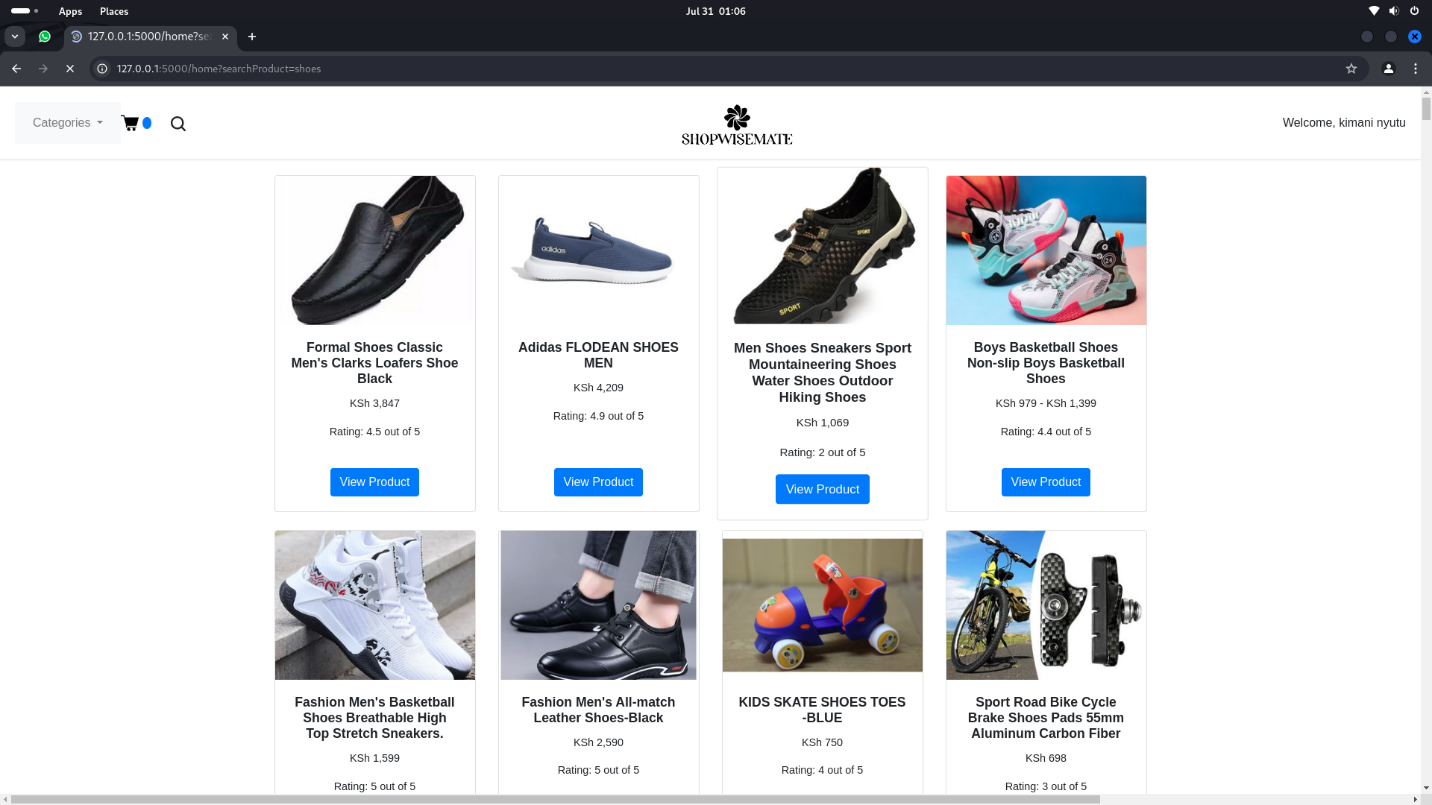 Apps Places Jul 31 01:06
127.0.0.1:5000/home?sea
127.0.0.1:5000/home?searchProduct=shoes
Categories
SHOPWISEMATE
Welcome, kimani nyutu
Formal Shoes Classic
Men's Clarks Loafers Shoe
Black
KSh 3,847
Rating: 4.5 out of 5
View Product
adidas
Adidas FLODEAN SHOES
MEN
KSh 4,209
Rating: 4.9 out of 5
View Product
SPORT
SPORT
Men Shoes Sneakers Sport
Mountaineering Shoes
Water Shoes Outdoor
Hiking Shoes
KSh 1,069
Rating: 2 out of 5
View Product
24
Boys Basketball Shoes
Non-slip Boys Basketball
Shoes
KSh 979 - KSh 1,399
Rating: 4.4 out of 5
View Product
Fashion Men's Basketball
Shoes Breathable High
Top Stretch Sneakers.
KSh 1,599
Rating: 5 out of 5
Fashion Men's All-match
Leather Shoes-Black
KSh 2,590
Rating: 5 out of 5
KIDS SKATE SHOES TOES
-BLUE
KSh 750
Rating: 4 out of 5
Sport Road Bike Cycle
Brake Shoes Pads 55mm
Aluminum Carbon Fiber
KSh 698
Rating: 3 out of 5